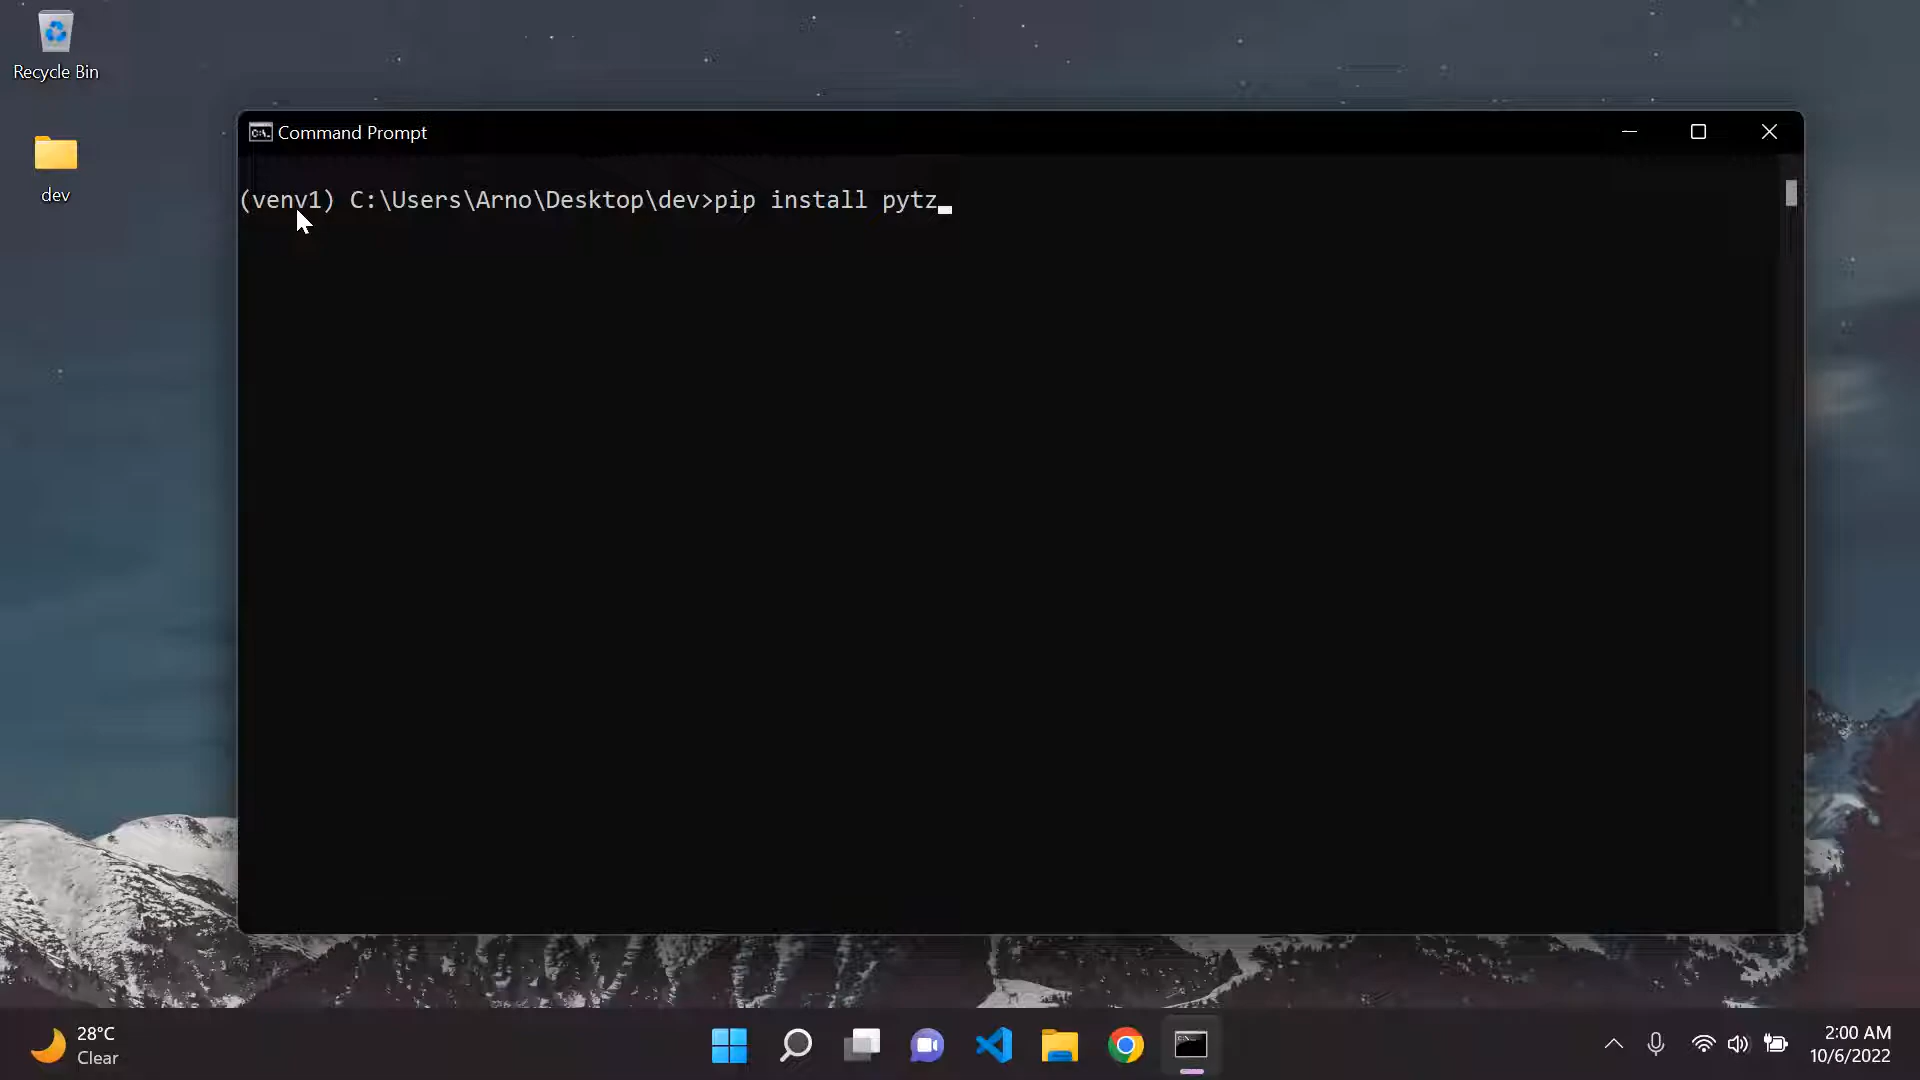 Recycle Bin
dev
Command Prompt
(venv1) C:\Users\Arno\Desktop\dev>pip install pytz
28°C
Clear
2:00 AM
10/6/2022